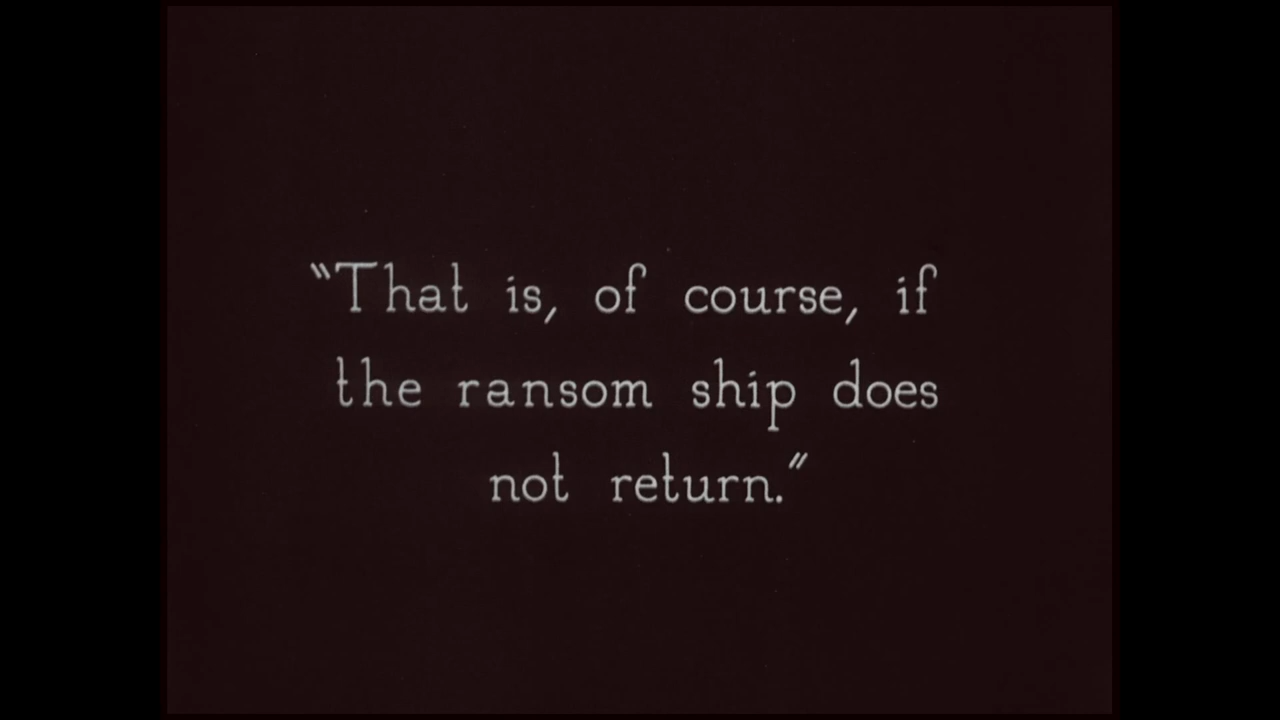 “That is, of course, if
the ransom ship does
not return.”